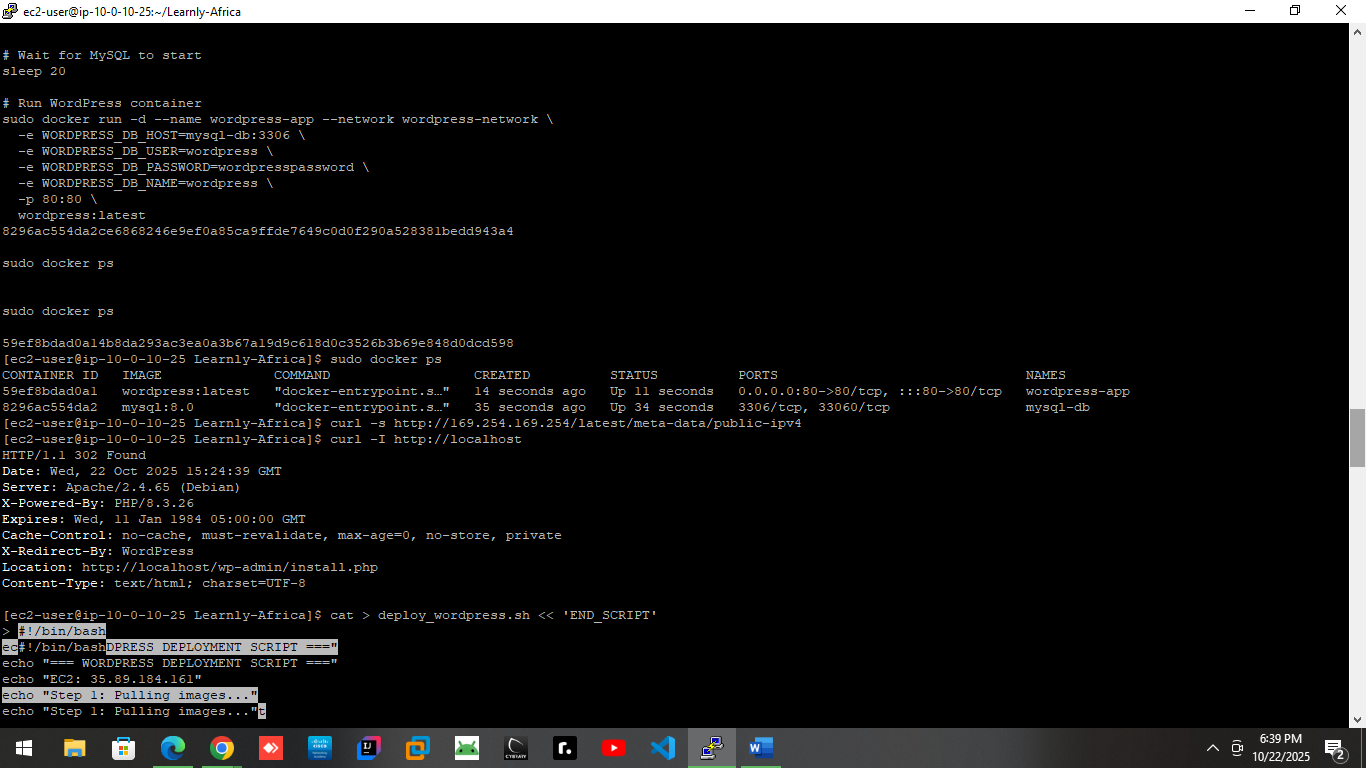 ec2-user@ip-10-0-10-25:~/Learnly-Africa
# Wait for MySQL to start
sleep 20
# Run WordPress container
sudo docker run -d --name wordpress-app --network wordpress-network \
  -e WORDPRESS_DB_HOST=mysql-db:3306 \
  -e WORDPRESS_DB_USER=wordpress \
  -e WORDPRESS_DB_PASSWORD=wordpresspassword \
  -e WORDPRESS_DB_NAME=wordpress \
  -p 80:80 \
  wordpress:latest
8296ac554da2ce6868246e9ef0a85ca9ffde7649c0d0f290a528381bedd943a4
sudo docker ps
sudo docker ps
59ef8bdad0a14b8da293ac3ea0a3b67a19d9c618d0c3526b3b69e848d0dcd598
[ec2-user@ip-10-0-10-25 Learnly-Africa]$ sudo docker ps
CONTAINER ID   IMAGE              COMMAND                  CREATED          STATUS          PORTS                               NAMES
59ef8bdad0a1   wordpress:latest   "docker-entrypoint.s…"   14 seconds ago   Up 11 seconds   0.0.0.0:80->80/tcp, :::80->80/tcp   wordpress-app
8296ac554da2   mysql:8.0          "docker-entrypoint.s…"   35 seconds ago   Up 34 seconds   3306/tcp, 33060/tcp                 mysql-db
[ec2-user@ip-10-0-10-25 Learnly-Africa]$ curl -s http://169.254.169.254/latest/meta-data/public-ipv4
[ec2-user@ip-10-0-10-25 Learnly-Africa]$ curl -I http://localhost
HTTP/1.1 302 Found
Date: Wed, 22 Oct 2025 15:24:39 GMT
Server: Apache/2.4.65 (Debian)
X-Powered-By: PHP/8.3.26
Expires: Wed, 11 Jan 1984 05:00:00 GMT
Cache-Control: no-cache, must-revalidate, max-age=0, no-store, private
X-Redirect-By: WordPress
Location: http://localhost/wp-admin/install.php
Content-Type: text/html; charset=UTF-8
[ec2-user@ip-10-0-10-25 Learnly-Africa]$ cat > deploy_wordpress.sh << 'END_SCRIPT'
> #!/bin/bash
ec#!/bin/bashDPRESS DEPLOYMENT SCRIPT ==="
echo "=== WORDPRESS DEPLOYMENT SCRIPT ==="
echo "EC2: 35.89.184.161"
echo "Step 1: Pulling images..."
echo "Step 1: Pulling images..."t
6:39 PM
10/22/2025
2